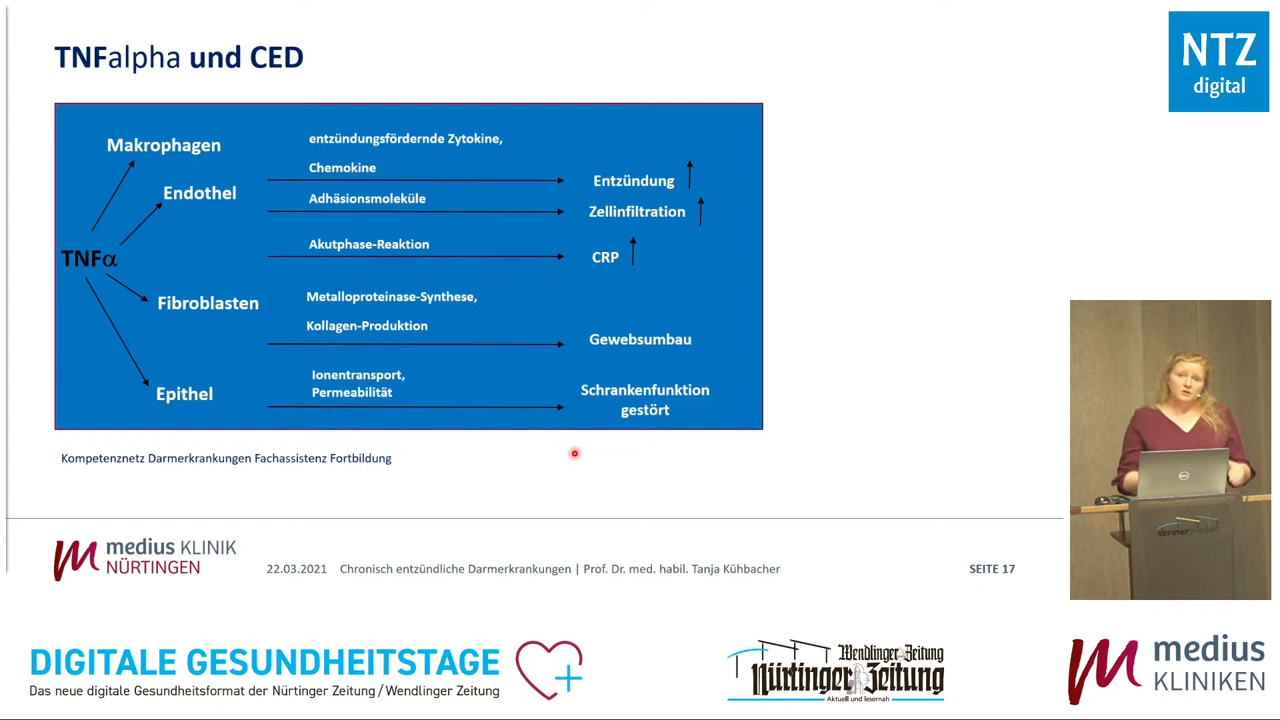 TNFalpha und CED
NTZ
digital
Makrophagen
entzündungsfördernde Zytokine,
Chemokine
Entzündung
Endothel
Adhäsionsmoleküle
Zellinfiltration
Akutphase-Reaktion
CRP
TNFα
Fibroblasten
Metalloproteinase-Synthese,
Kollagen-Produktion
Gewebsumbau
Ionentransport,
Permeabilität
Epithel
Schrankenfunktion
gestört
Kompetenznetz Darmerkrankungen Fachassistenz Fortbildung
medius KLINIK
NÜRTINGEN
22.03.2021 Chronisch entzündliche Darmerkrankungen | Prof. Dr. med. habil. Tanja Kühbacher
SEITE 17
DIGITALE GESUNDHEITSTAGE
Das neue digitale Gesundheitsformat der Nürtinger Zeitung / Wendlinger Zeitung
Wendlinger Zeitung
Nürtinger Zeitung
Aktuell und lesernah
medius
KLINIKEN